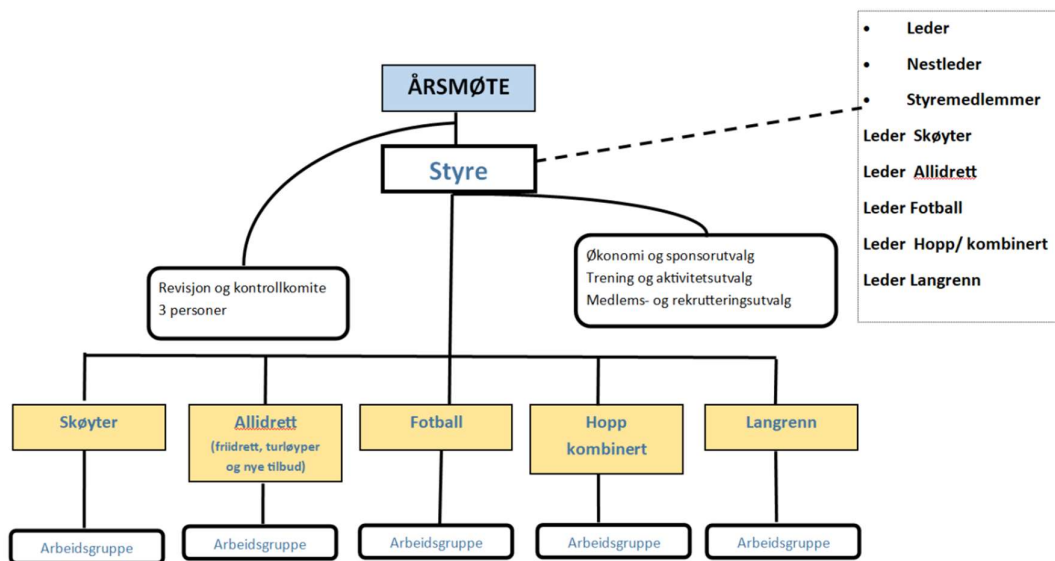 ÅRSMØTE
Styre
• Leder
• Nestleder
• Styremedlemmer
Leder Skøyter
Leder Allidrett
Leder Fotball
Leder Hopp/ kombinert
Leder Langrenn
Revisjon og kontrollkomite
3 personer
Økonomi og sponsorutvalg
Trening og aktivitetsutvalg
Medlems- og rekrutteringsutvalg
Skøyter
Allidrett
(friidrett, turløyper
og nye tilbud)
Fotball
Hopp
kombinert
Langrenn
Arbeidsgruppe
Arbeidsgruppe
Arbeidsgruppe
Arbeidsgruppe
Arbeidsgruppe